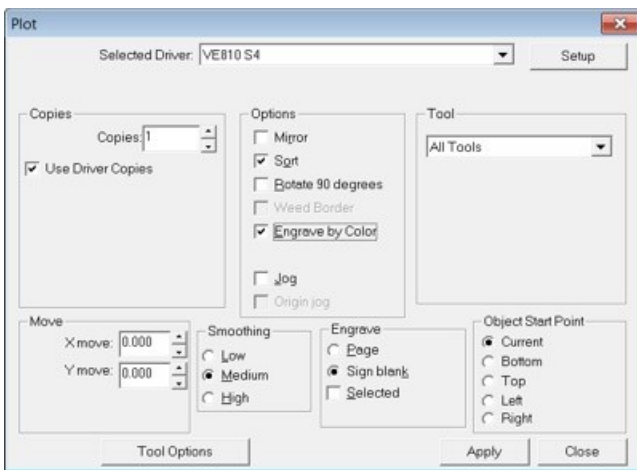 Plot
Selected Driver: VE810 S4
Setup
Copies
Copies: 1
Use Driver Copies
Options
Mirror
Sort
Rotate 90 degrees
Weed Border
Engrave by Color
Jog
Origin jog
Tool
All Tools
Move
X move: 0.000
Y move: 0.000
Smoothing
Low
Medium
High
Engrave
Page
Sign blank
Selected
Object Start Point
Current
Bottom
Top
Left
Right
Tool Options
Apply
Close